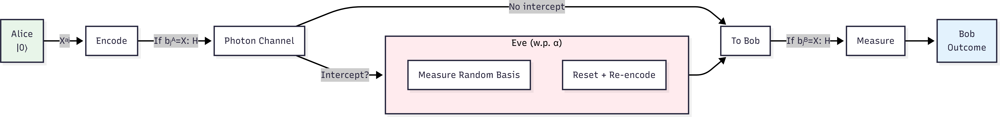 No intercept
Alice
|0⟩
Xᵃʲ
Encode
If bⱼᴬ=X: H
Photon Channel
Intercept?
Eve (w.p. α)
Measure Random Basis
Reset + Re-encode
To Bob
If bⱼᴮ=X: H
Measure
Bob
Outcome